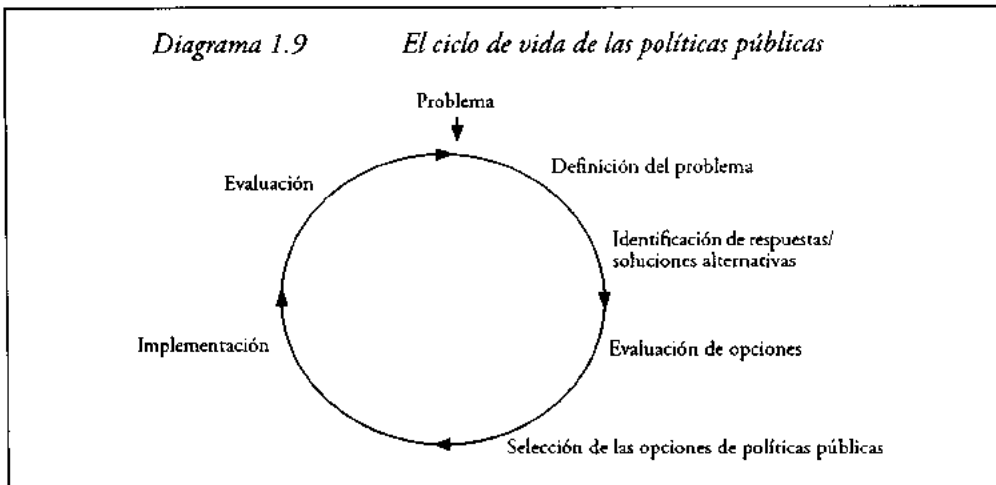 Diagrama 1.9 El ciclo de vida de las políticas públicas
Problema
Definición del problema
Identificación de respuestas/
soluciones alternativas
Evaluación de opciones
Selección de las opciones de políticas públicas
Implementación
Evaluación